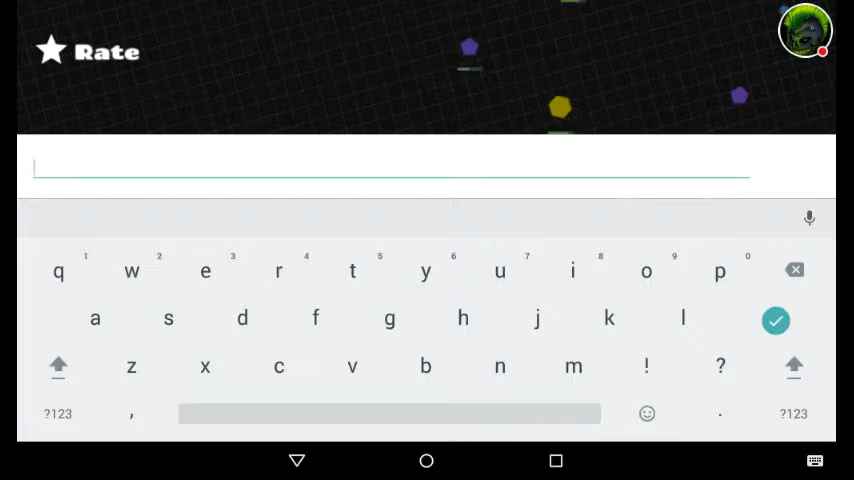 Rate
1 2 3 4 5 6 7 8 9 0
q w e r t y u i o p
a s d f g h j k l
z x c v b n m ! ?
?123 , . ?123